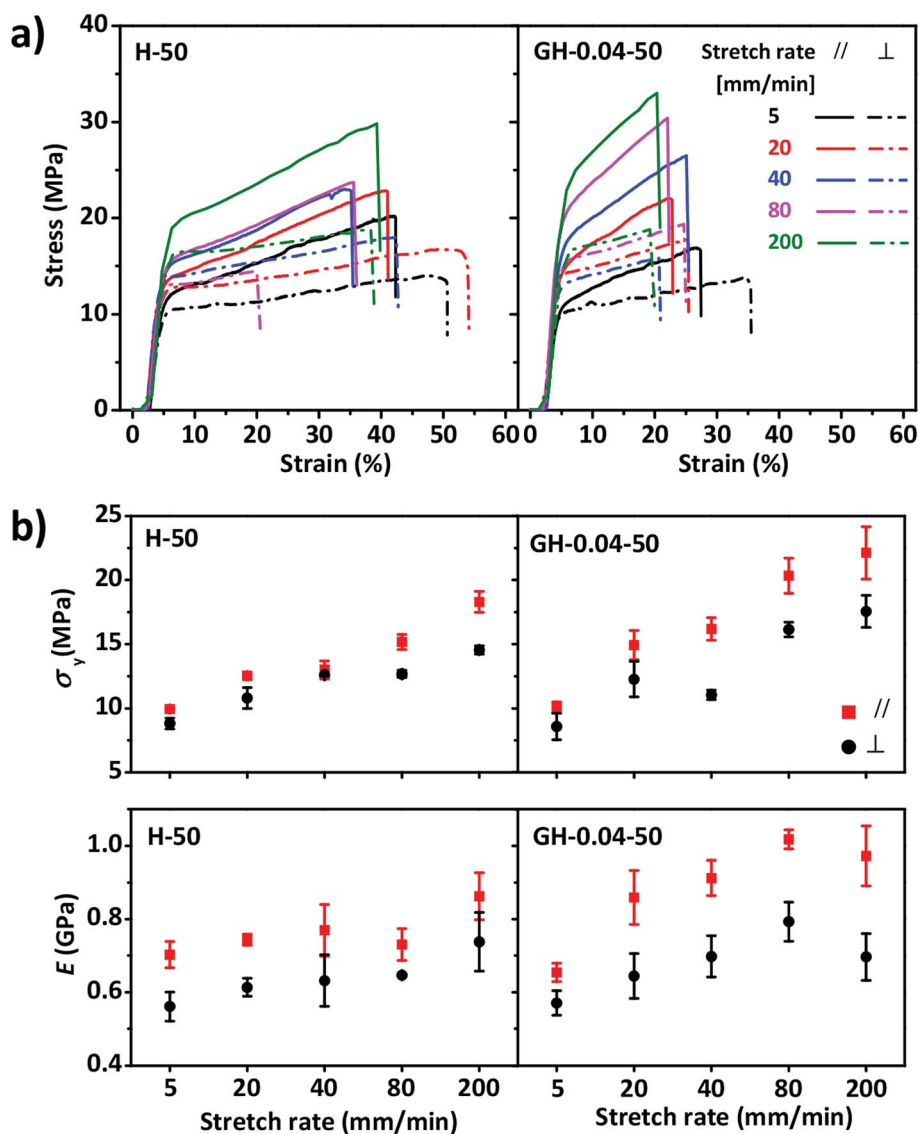 a)
H-50
GH-0.04-50
Stretch rate // ⊥
[mm/min]
5
20
40
80
200
Stress (MPa)
40
30
20
10
0
0 10 20 30 40 50 60
0 10 20 30 40 50 60
Strain (%)
Strain (%)
b)
H-50
GH-0.04-50
σy(MPa)
25
20
15
10
5
//
⊥
H-50
GH-0.04-50
E (GPa)
1.0
0.8
0.6
0.4
5 20 40 80 200
5 20 40 80 200
Stretch rate (mm/min)
Stretch rate (mm/min)